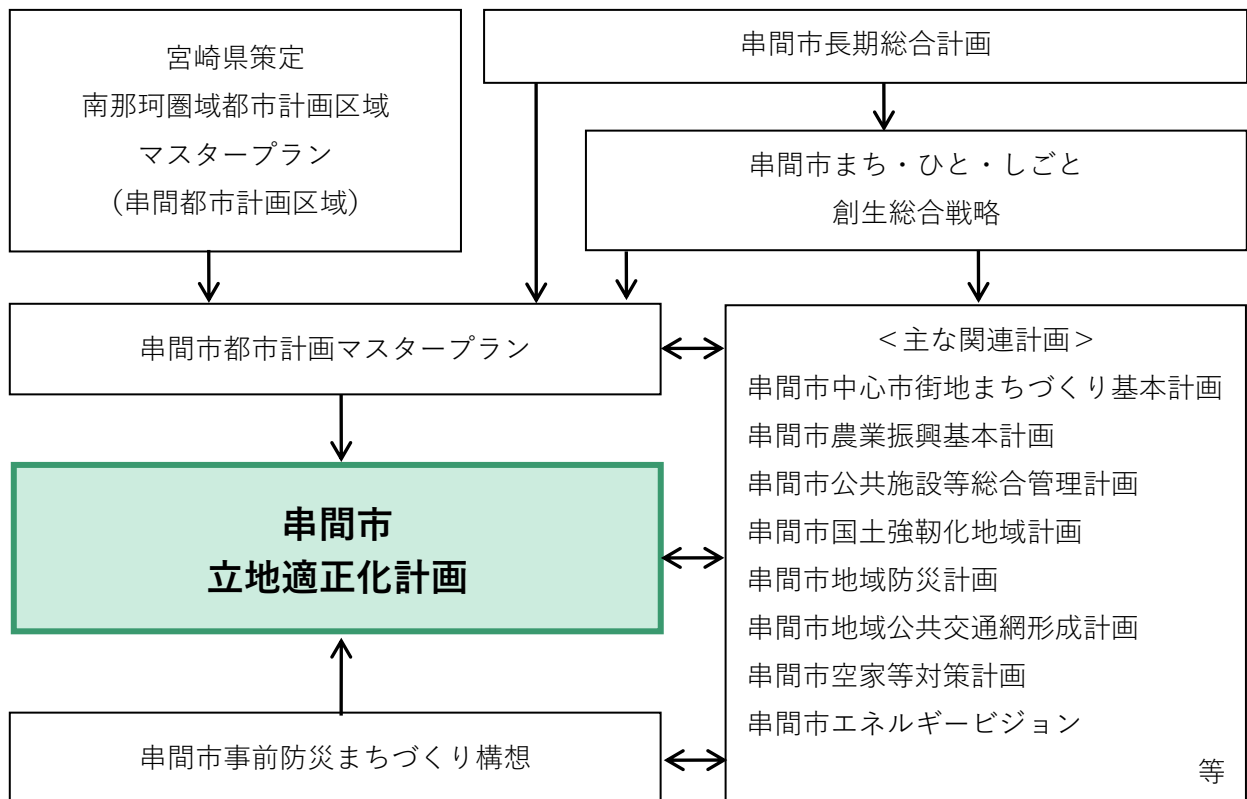 宮崎県策定
南那珂圏域都市計画区域
マスタープラン
(串間都市計画区域)
串間市長期総合計画
串間市まち・ひと・しごと
創生総合戦略
串間市都市計画マスタープラン
串間市
立地適正化計画
串間市事前防災まちづくり構想
＜主な関連計画＞
串間市中心市街地まちづくり基本計画
串間市農業振興基本計画
串間市公共施設等総合管理計画
串間市国土強靭化地域計画
串間市地域防災計画
串間市地域公共交通網形成計画
串間市空家等対策計画
串間市エネルギービジョン
等